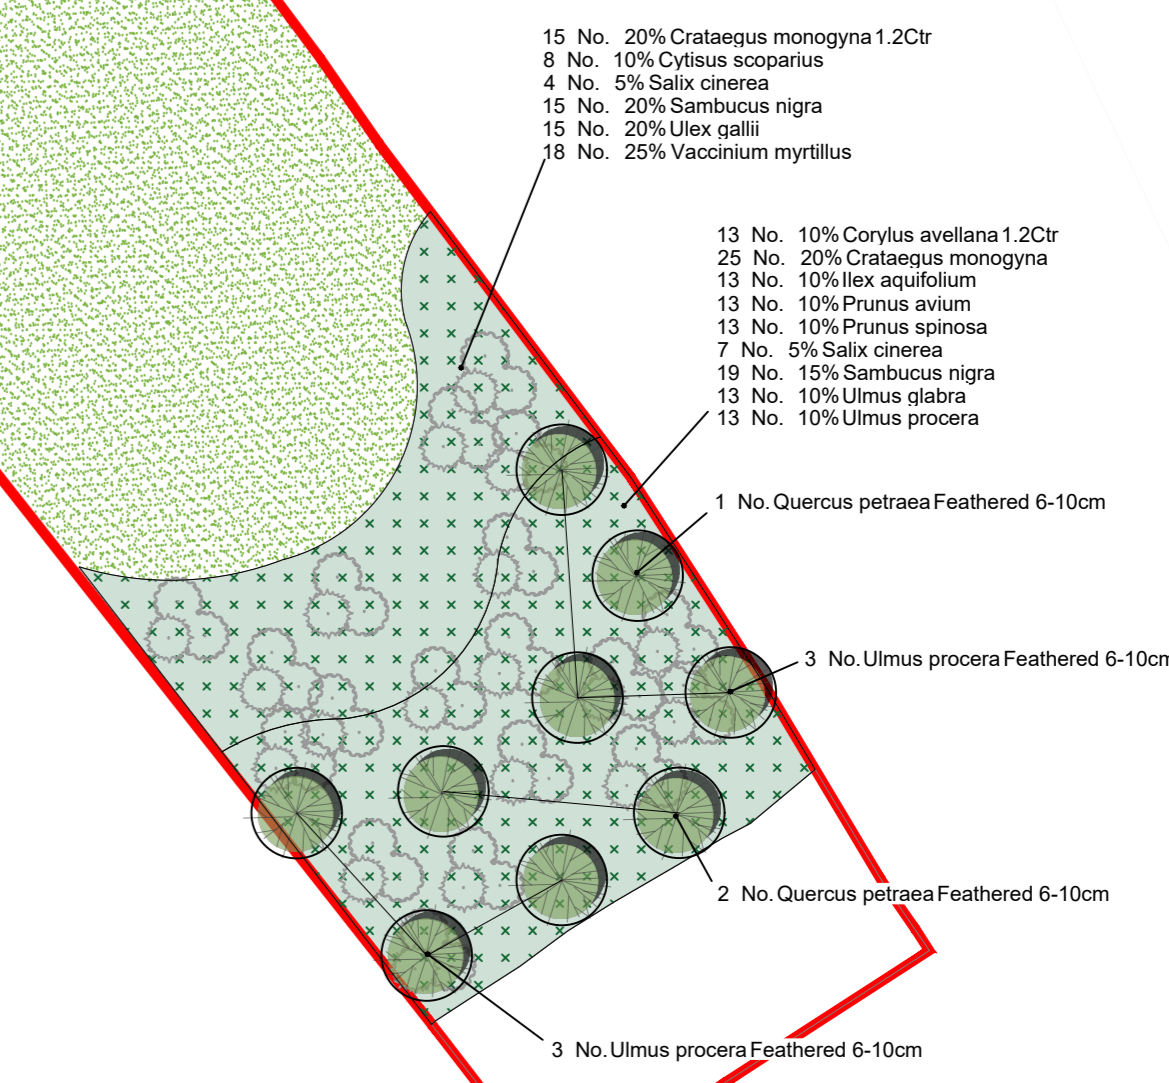 15 No. 20% Crataegus monogyna 1.2Ctr
8 No. 10% Cytisus scoparius
4 No. 5% Salix cinerea
15 No. 20% Sambucus nigra
15 No. 20% Ulex gallii
18 No. 25% Vaccinium myrtillus
13 No. 10% Corylus avellana 1.2Ctr
25 No. 20% Crataegus monogyna
13 No. 10% Ilex aquifolium
13 No. 10% Prunus avium
13 No. 10% Prunus spinosa
7 No. 5% Salix cinerea
19 No. 15% Sambucus nigra
13 No. 10% Ulmus glabra
13 No. 10% Ulmus procera
1 No. Quercus petraea Feathered 6-10cm
3 No. Ulmus procera Feathered 6-10cm
2 No. Quercus petraea Feathered 6-10cm
3 No. Ulmus procera Feathered 6-10cm